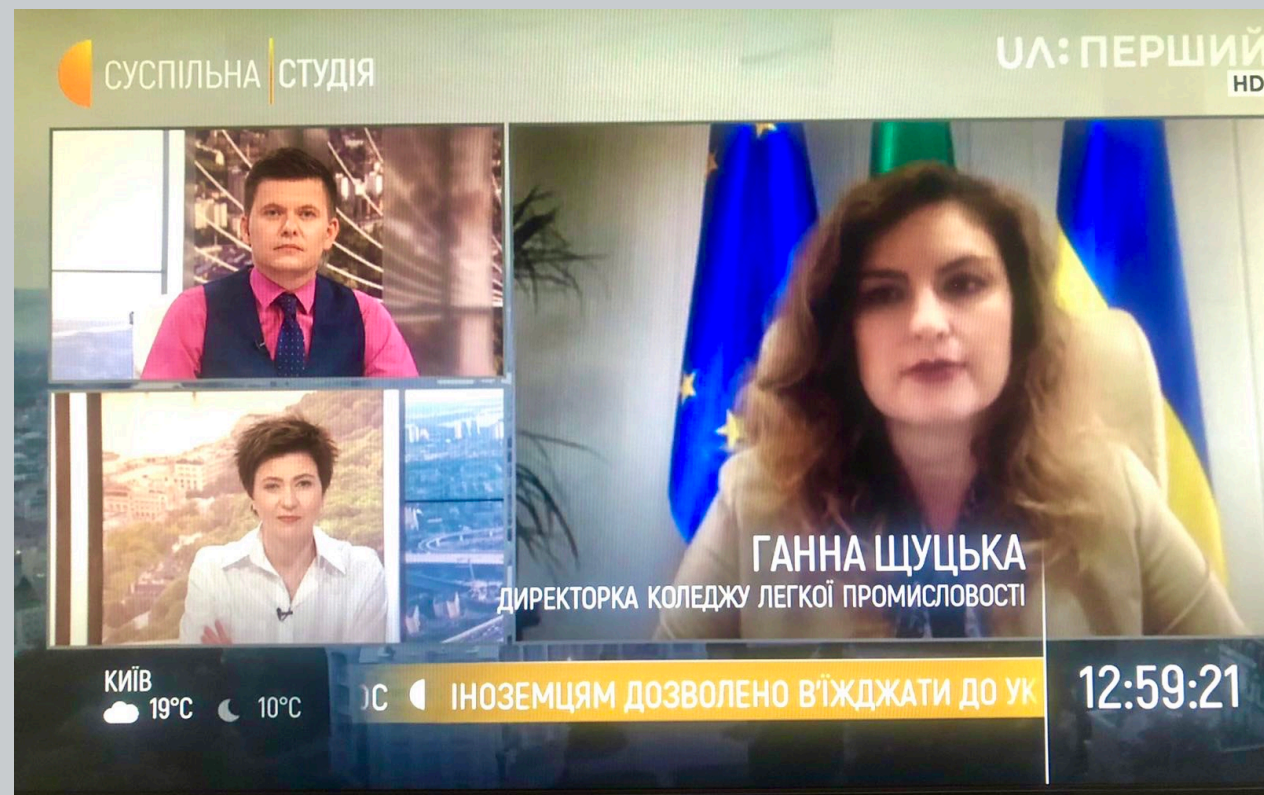 СУСПІЛЬНА СТУДІЯ
UA: ПЕРШИЙ
HD
ГАННА ЩУЦЬКА
ДИРЕКТОРКА КОЛЕДЖУ ЛЕГКОЇ ПРОМИСЛОВОСТІ
КИЇВ
19°C 10°C
ОС ІНОЗЕМЦЯМ ДОЗВОЛЕНО В'ЇЖДЖАТИ ДО УК
12:59:21